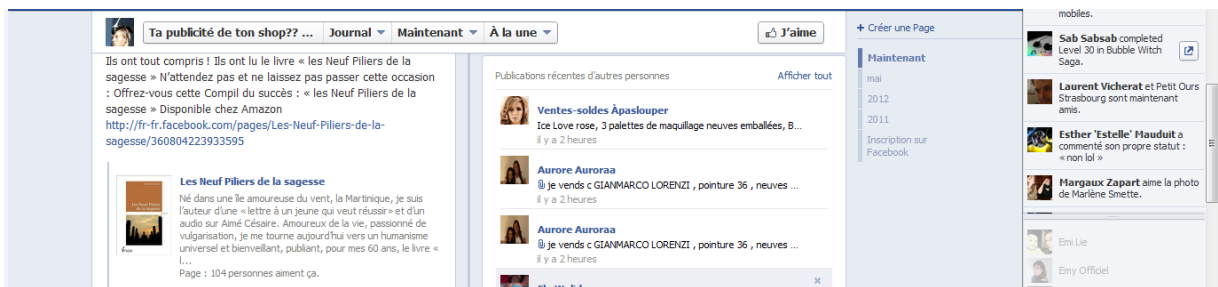 Ta publicité de ton shop?? ...
Journal
Maintenant
À la une
J'aime
Ils ont tout compris ! Ils ont lu le livre « les Neuf Piliers de la
sagesse » N'attendez pas et ne laissez pas passer cette occasion
: Offrez-vous cette Compil du succès : « les Neuf Piliers de la
sagesse » Disponible chez Amazon
http://fr-fr.facebook.com/pages/Les-Neuf-Piliers-de-la-
sagesse/360804223933595
Les Neuf Piliers de la sagesse
Né dans une île amoureuse du vent, la Martinique, je suis
l'auteur d'une « lettre à un jeune qui veut réussir» et d'un
audio sur Aimé Césaire. Amoureux de la vie, passionné de
vulgarisation, je me tourne aujourd'hui vers un humanisme
universel et bienveillant, publiant, pour mes 60 ans, le livre «
l...
Page : 104 personnes aiment ça.
Publications récentes d'autres personnes
Afficher tout
Ventes-soldes Àpaslouper
Ice Love rose, 3 palettes de maquillage neuves emballées, B...
il y a 2 heures
Aurore Auroraa
je vends c GIANMARCO LORENZI , pointure 36 , neuves ...
il y a 2 heures
Aurore Auroraa
je vends c GIANMARCO LORENZI , pointure 36 , neuves ...
il y a 2 heures
+ Créer une Page
Maintenant
mai
2012
2011
Inscription sur
Facebook
mobiles.
Sab Sabsab completed
Level 30 in Bubble Witch
Saga.
Laurent Vicherat et Petit Ours
Strasbourg sont maintenant
amis.
Esther 'Estelle' Mauduit a
commenté son propre statut :
« non lol »
Margaux Zapart aime la photo
de Marlène Smette.
Emi Lie
Emy Officiel